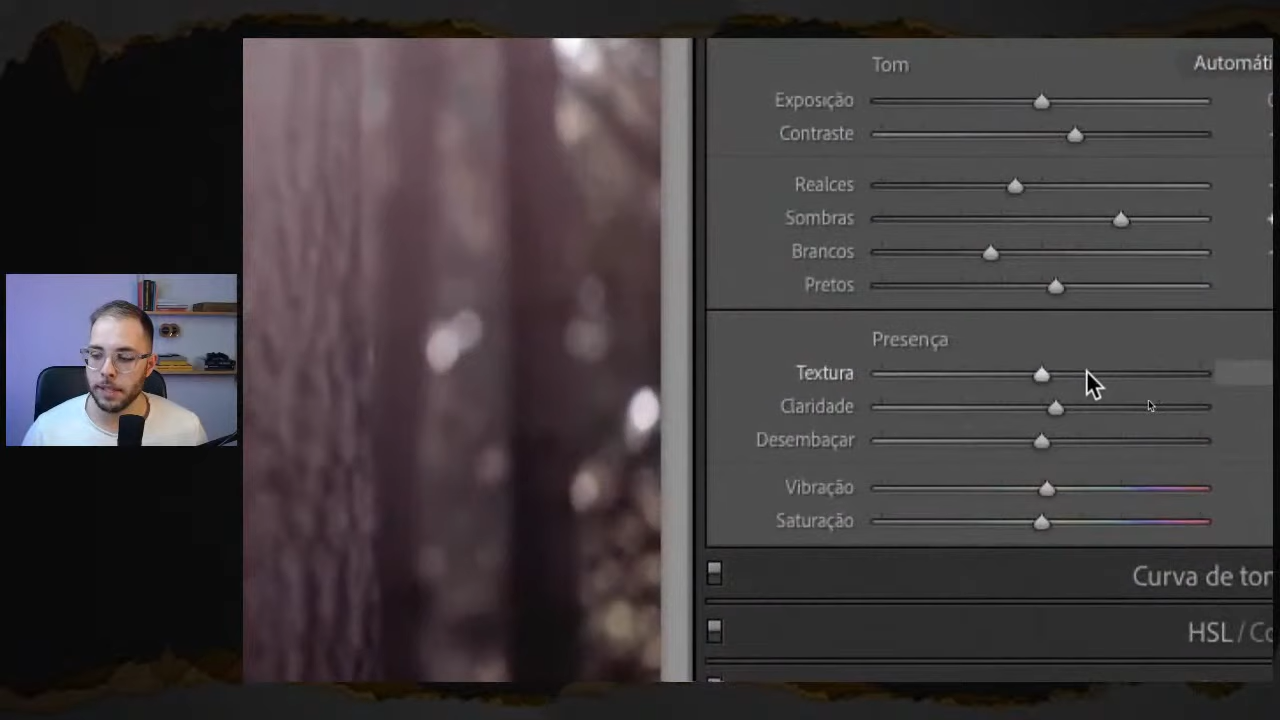 Tom
Automáti
Exposição
Contraste
Realces
Sombras
Brancos
Pretos
Presença
Textura
Claridade
Desembaçar
Vibração
Saturação
Curva de ton
HSL / Co